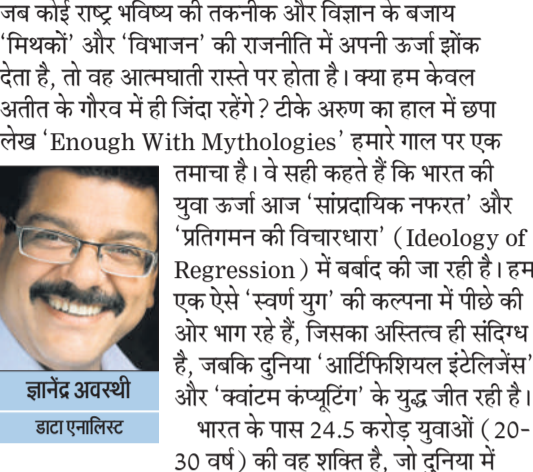 जब कोई राष्ट्र भविष्य की तकनीक और विज्ञान के बजाय
‘मिथकों’ और ‘विभाजन’ की राजनीति में अपनी ऊर्जा झोंक
देता है, तो वह आत्मघाती रास्ते पर होता है। क्या हम केवल
अतीत के गौरव में ही जिंदा रहेंगे? टीके अरुण का हाल में छपा
लेख ‘Enough With Mythologies’ हमारे गाल पर एक
तमाचा है। वे सही कहते हैं कि भारत की
युवा ऊर्जा आज ‘सांप्रदायिक नफरत’ और
‘प्रतिगमन की विचारधारा’ (Ideology of
Regression) में बर्बाद की जा रही है। हम
एक ऐसे ‘स्वर्ण युग’ की कल्पना में पीछे की
ओर भाग रहे हैं, जिसका अस्तित्व ही संदिग्ध
है, जबकि दुनिया ‘आर्टिफिशियल इंटेलिजेंस’
और ‘क्वांटम कंप्यूटिंग’ के युद्ध जीत रही है।
भारत के पास 24.5 करोड़ युवाओं (20-
30 वर्ष) की वह शक्ति है, जो दुनिया में
ज्ञानेंद्र अवस्थी
डाटा एनालिस्ट